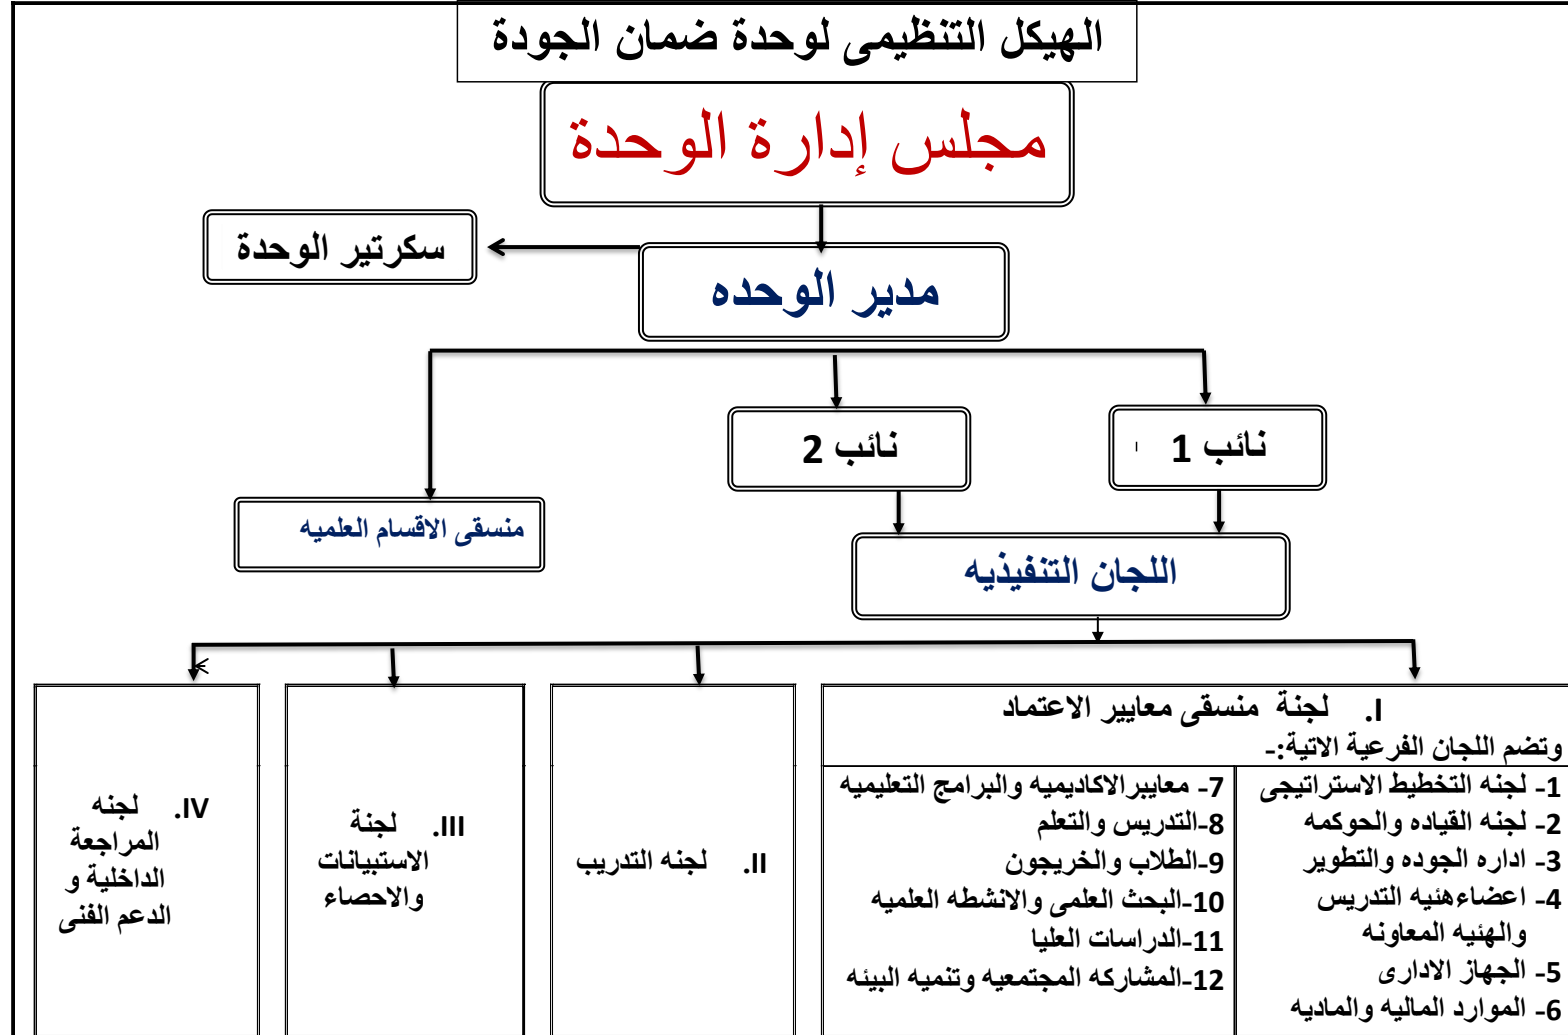 الهيكل التنظيمى لوحدة ضمان الجودة
مجلس إدارة الوحدة
سكرتير الوحدة
مدير الوحده
نائب 1
نائب 2
منسقى الاقسام العلميه
اللجان التنفيذيه
I. لجنة منسقى معايير الاعتماد
وتضم اللجان الفرعية الاتية:-
1- لجنه التخطيط الاستراتيجى
2- لجنه القياده والحوكمه
3- اداره الجوده والتطوير
4- اعضاءهئيه التدريس
والهئيه المعاونه
5- الجهاز الادارى
6- الموارد الماليه والماديه
7- معاييرالاكاديميه والبرامج التعليميه
8-التدريس والتعلم
9-الطلاب والخريجون
10-البحث العلمى والانشطه العلميه
11-الدراسات العليا
12-المشاركه المجتمعيه وتنميه البيئه
II. لجنه التدريب
III. لجنة
الاستبيانات
والاحصاء
IV. لجنه
المراجعة
الداخلية و
الدعم الفنى